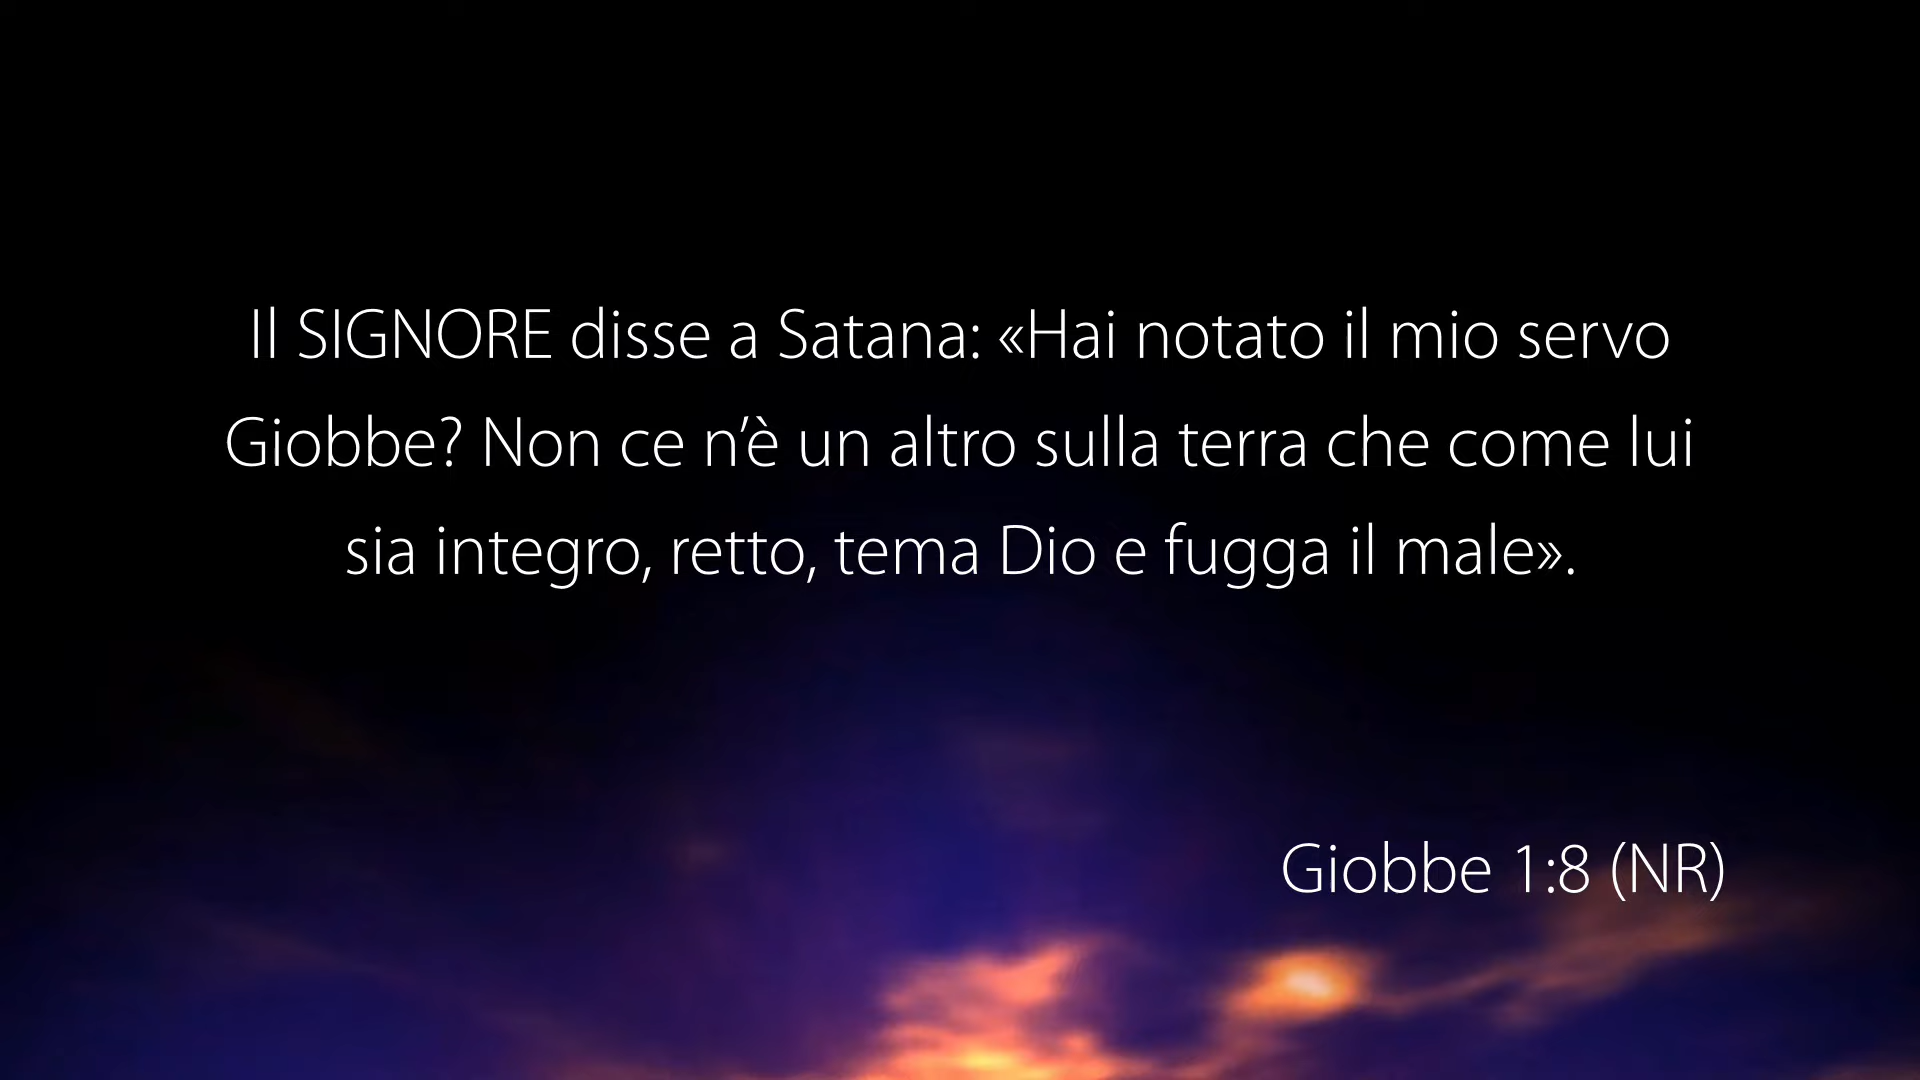 Il SIGNORE disse a Satana: «Hai notato il mio servo
Giobbe? Non ce n’è un altro sulla terra che come lui
sia integro, retto, tema Dio e fugga il male».
Giobbe 1:8 (NR)